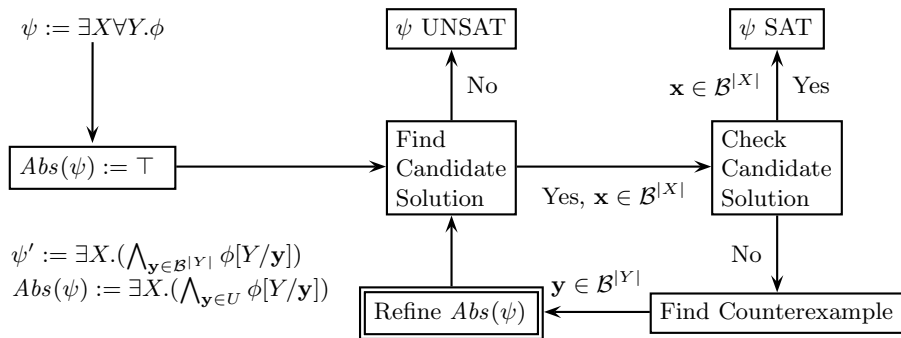 ψ := ∃X∀Y.ϕ
ψ UNSAT
ψ SAT
No
𝐱 ∈ ℬ^{|X|}
Yes
Abs(ψ) := ⊤
Find
Candidate
Solution
Check
Candidate
Solution
Yes, 𝐱 ∈ ℬ^{|X|}
No
ψ′ := ∃X.(⋀_{𝐲∈ℬ^{|Y|}} ϕ[Y/𝐲])
Abs(ψ) := ∃X.(⋀_{𝐲∈U} ϕ[Y/𝐲])
𝐲 ∈ ℬ^{|Y|}
Refine Abs(ψ)
Find Counterexample